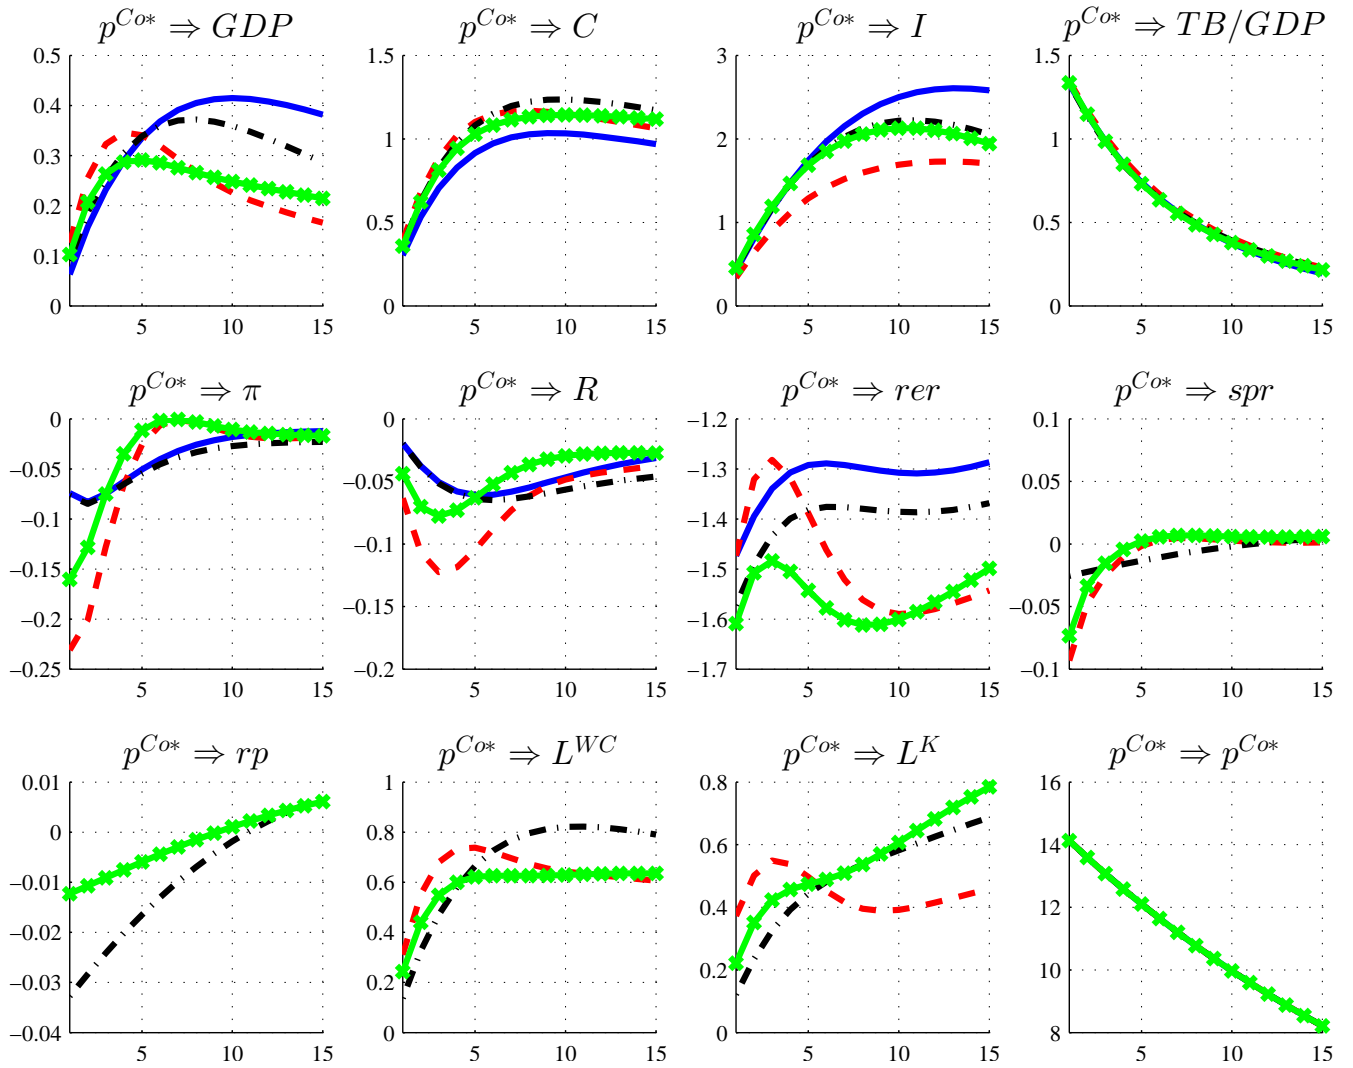 p^{Co*} ⇒ GDP
p^{Co*} ⇒ C
p^{Co*} ⇒ I
p^{Co*} ⇒ TB/GDP
0.5
0.4
0.3
0.2
0.1
0
5 10 15
1.5
1
0.5
0
5 10 15
3
2
1
0
5 10 15
1.5
1
0.5
0
5 10 15
p^{Co*} ⇒ π
p^{Co*} ⇒ R
p^{Co*} ⇒ rer
p^{Co*} ⇒ spr
0
−0.05
−0.1
−0.15
−0.2
−0.25
5 10 15
0
−0.05
−0.1
−0.15
−0.2
5 10 15
−1.2
−1.3
−1.4
−1.5
−1.6
−1.7
5 10 15
0.1
0.05
0
−0.05
−0.1
5 10 15
p^{Co*} ⇒ rp
p^{Co*} ⇒ L^{WC}
p^{Co*} ⇒ L^{K}
p^{Co*} ⇒ p^{Co*}
0.01
0
−0.01
−0.02
−0.03
−0.04
5 10 15
1
0.8
0.6
0.4
0.2
0
5 10 15
0.8
0.6
0.4
0.2
0
5 10 15
16
14
12
10
8
5 10 15